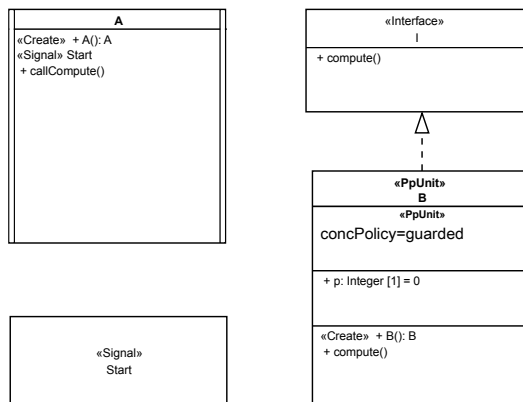 A
«Create» + A(): A
«Signal» Start
+ callCompute()
«Interface»
I
+ compute()
«PpUnit»
B
«PpUnit»
concPolicy=guarded
+ p: Integer [1] = 0
«Create» + B(): B
+ compute()
«Signal»
Start